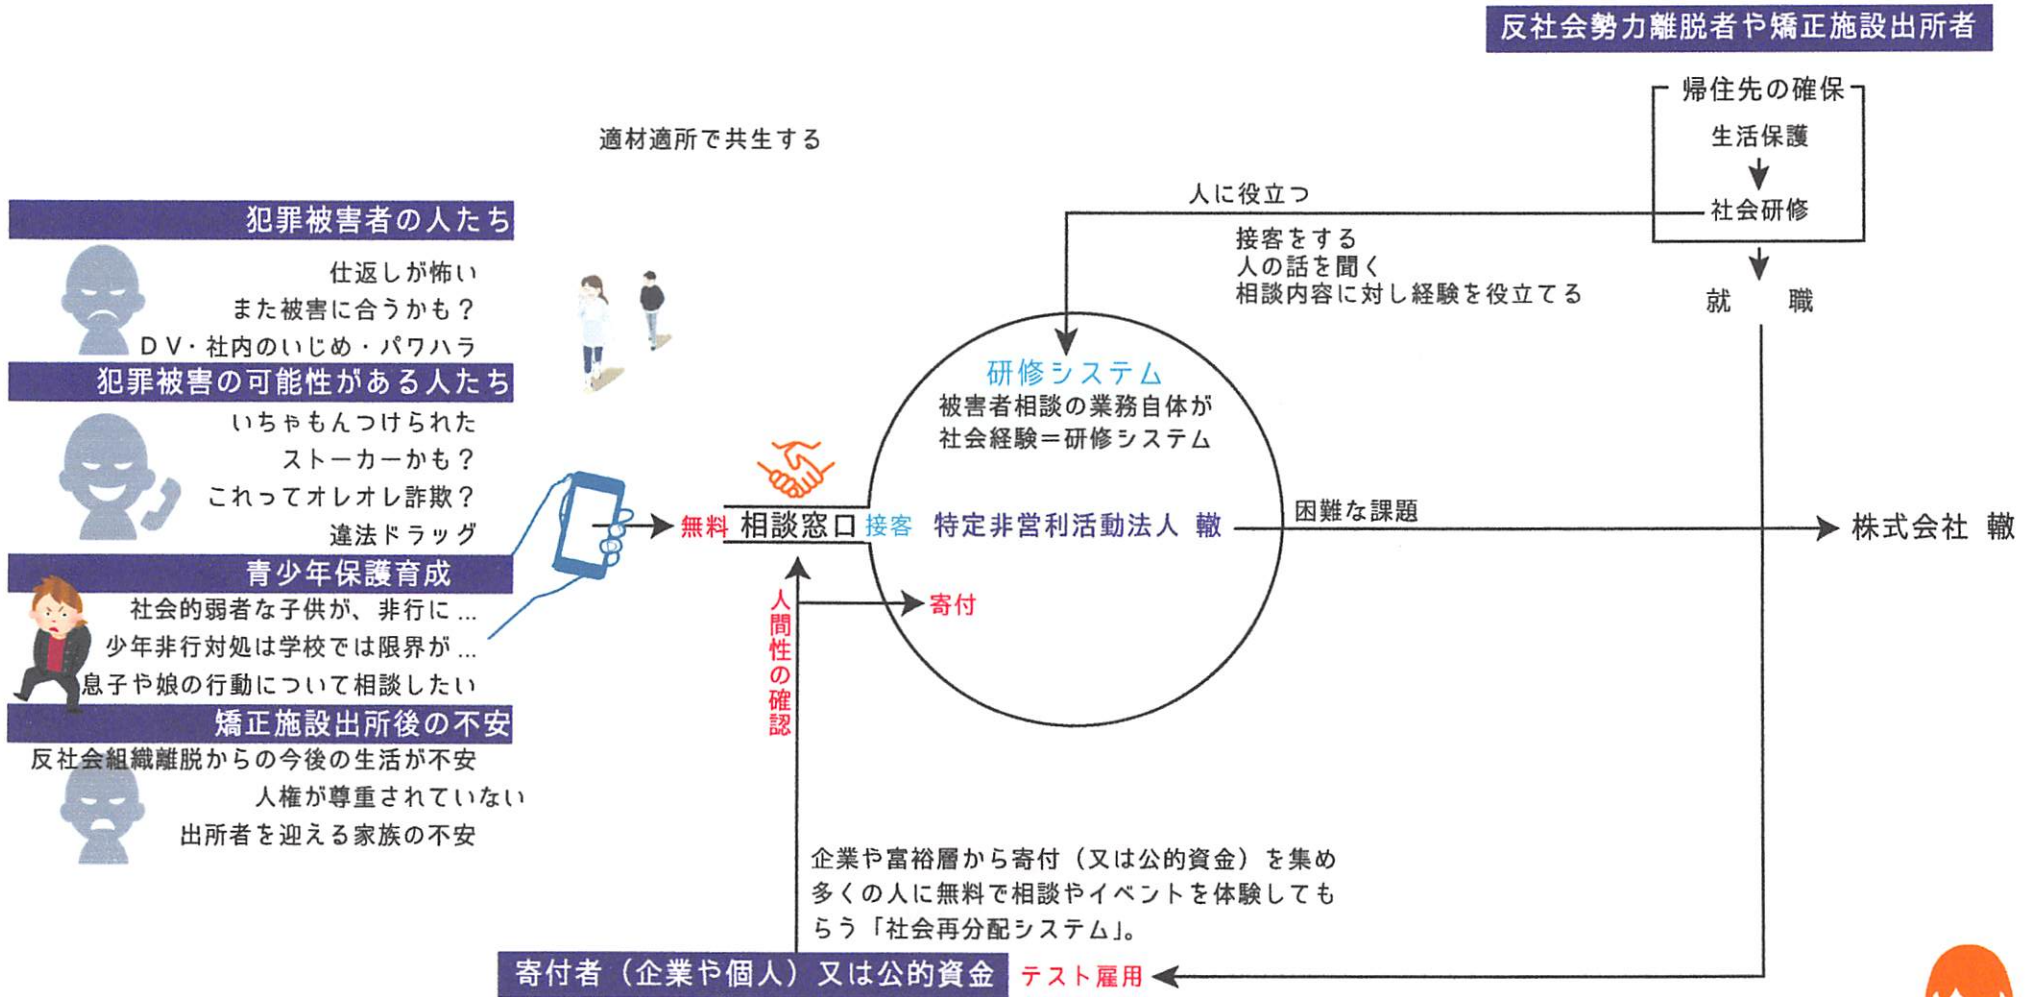 反社会勢力離脱者や矯正施設出所者
帰住先の確保
生活保護
社会研修
就 職
適材適所で共生する
人に役立つ
接客をする
人の話を聞く
相談内容に対し経験を役立てる
犯罪被害者の人たち
仕返しが怖い
また被害に合うかも?
DV・社内のいじめ・パワハラ
犯罪被害の可能性がある人たち
いちゃもんつけられた
ストーカーかも?
これってオレオレ詐欺?
違法ドラッグ
青少年保護育成
社会的弱者な子供が、非行に...
少年非行対処は学校では限界が...
息子や娘の行動について相談したい
矯正施設出所後の不安
反社会組織離脱からの今後の生活が不安
人権が尊重されていない
出所者を迎える家族の不安
研修システム
被害者相談の業務自体が
社会経験=研修システム
無料 相談窓口 接客 特定非営利活動法人 轍
困難な課題
株式会社 轍
人間性の確認
寄付
企業や富裕層から寄付(又は公的資金)を集め
多くの人に無料で相談やイベントを体験しても
らう「社会再分配システム」。
寄付者(企業や個人)又は公的資金
テスト雇用